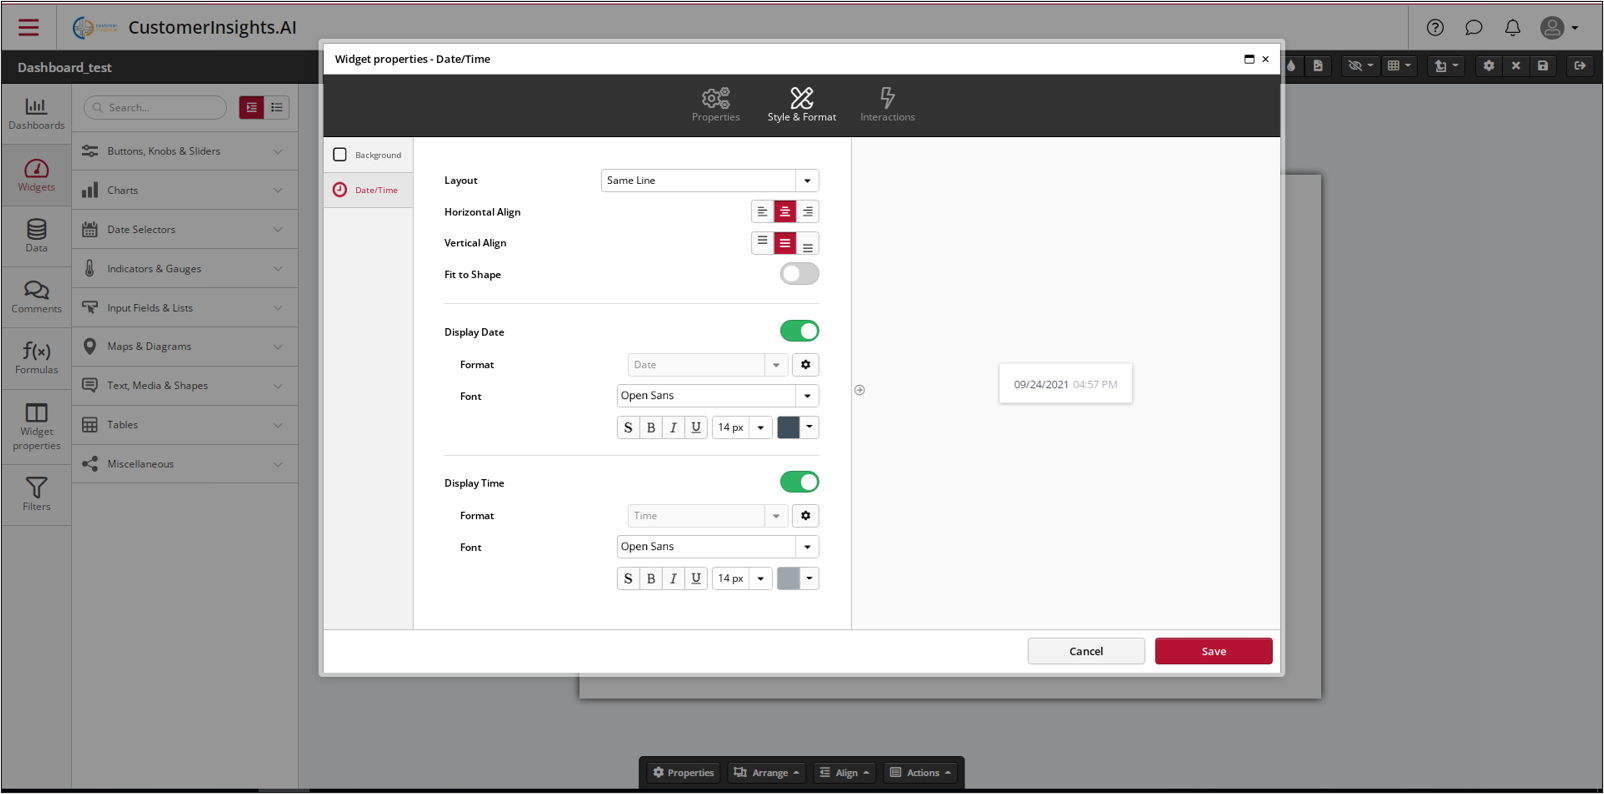 CustomerInsights.AI
Dashboard_test
Widget properties - Date/Time
Properties
Style & Format
Interactions
Dashboards
Widgets
Data
Comments
f(x)
Formulas
Widget
properties
Filters
Search...
Buttons, Knobs & Sliders
Charts
Date Selectors
Indicators & Gauges
Input Fields & Lists
Maps & Diagrams
Text, Media & Shapes
Tables
Miscellaneous
Background
Date/Time
Layout Same Line
Horizontal Align
Vertical Align
Fit to Shape
Display Date
Format Date
Font Open Sans
S B I U 14 px
Display Time
Format Time
Font Open Sans
S B I U 14 px
09/24/2021 04:57 PM
Cancel Save
Properties Arrange Align Actions